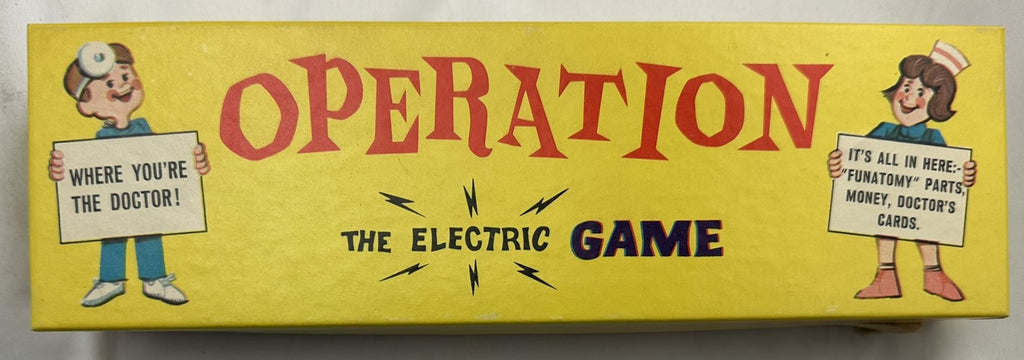 OPERATION
WHERE YOU'RE
THE DOCTOR!
THE ELECTRIC GAME
IT'S ALL IN HERE:-
"FUNATOMY" PARTS,
MONEY, DOCTOR'S
CARDS.